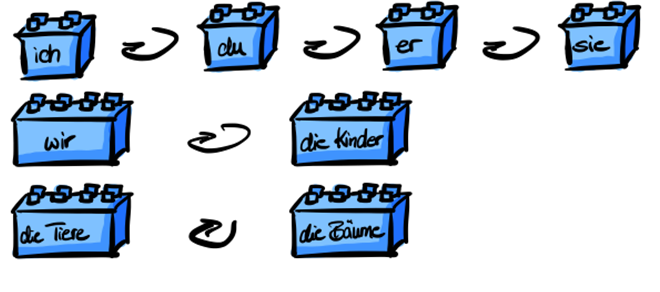 ich du er sie
wir die Kinder
die Tiere die Bäume